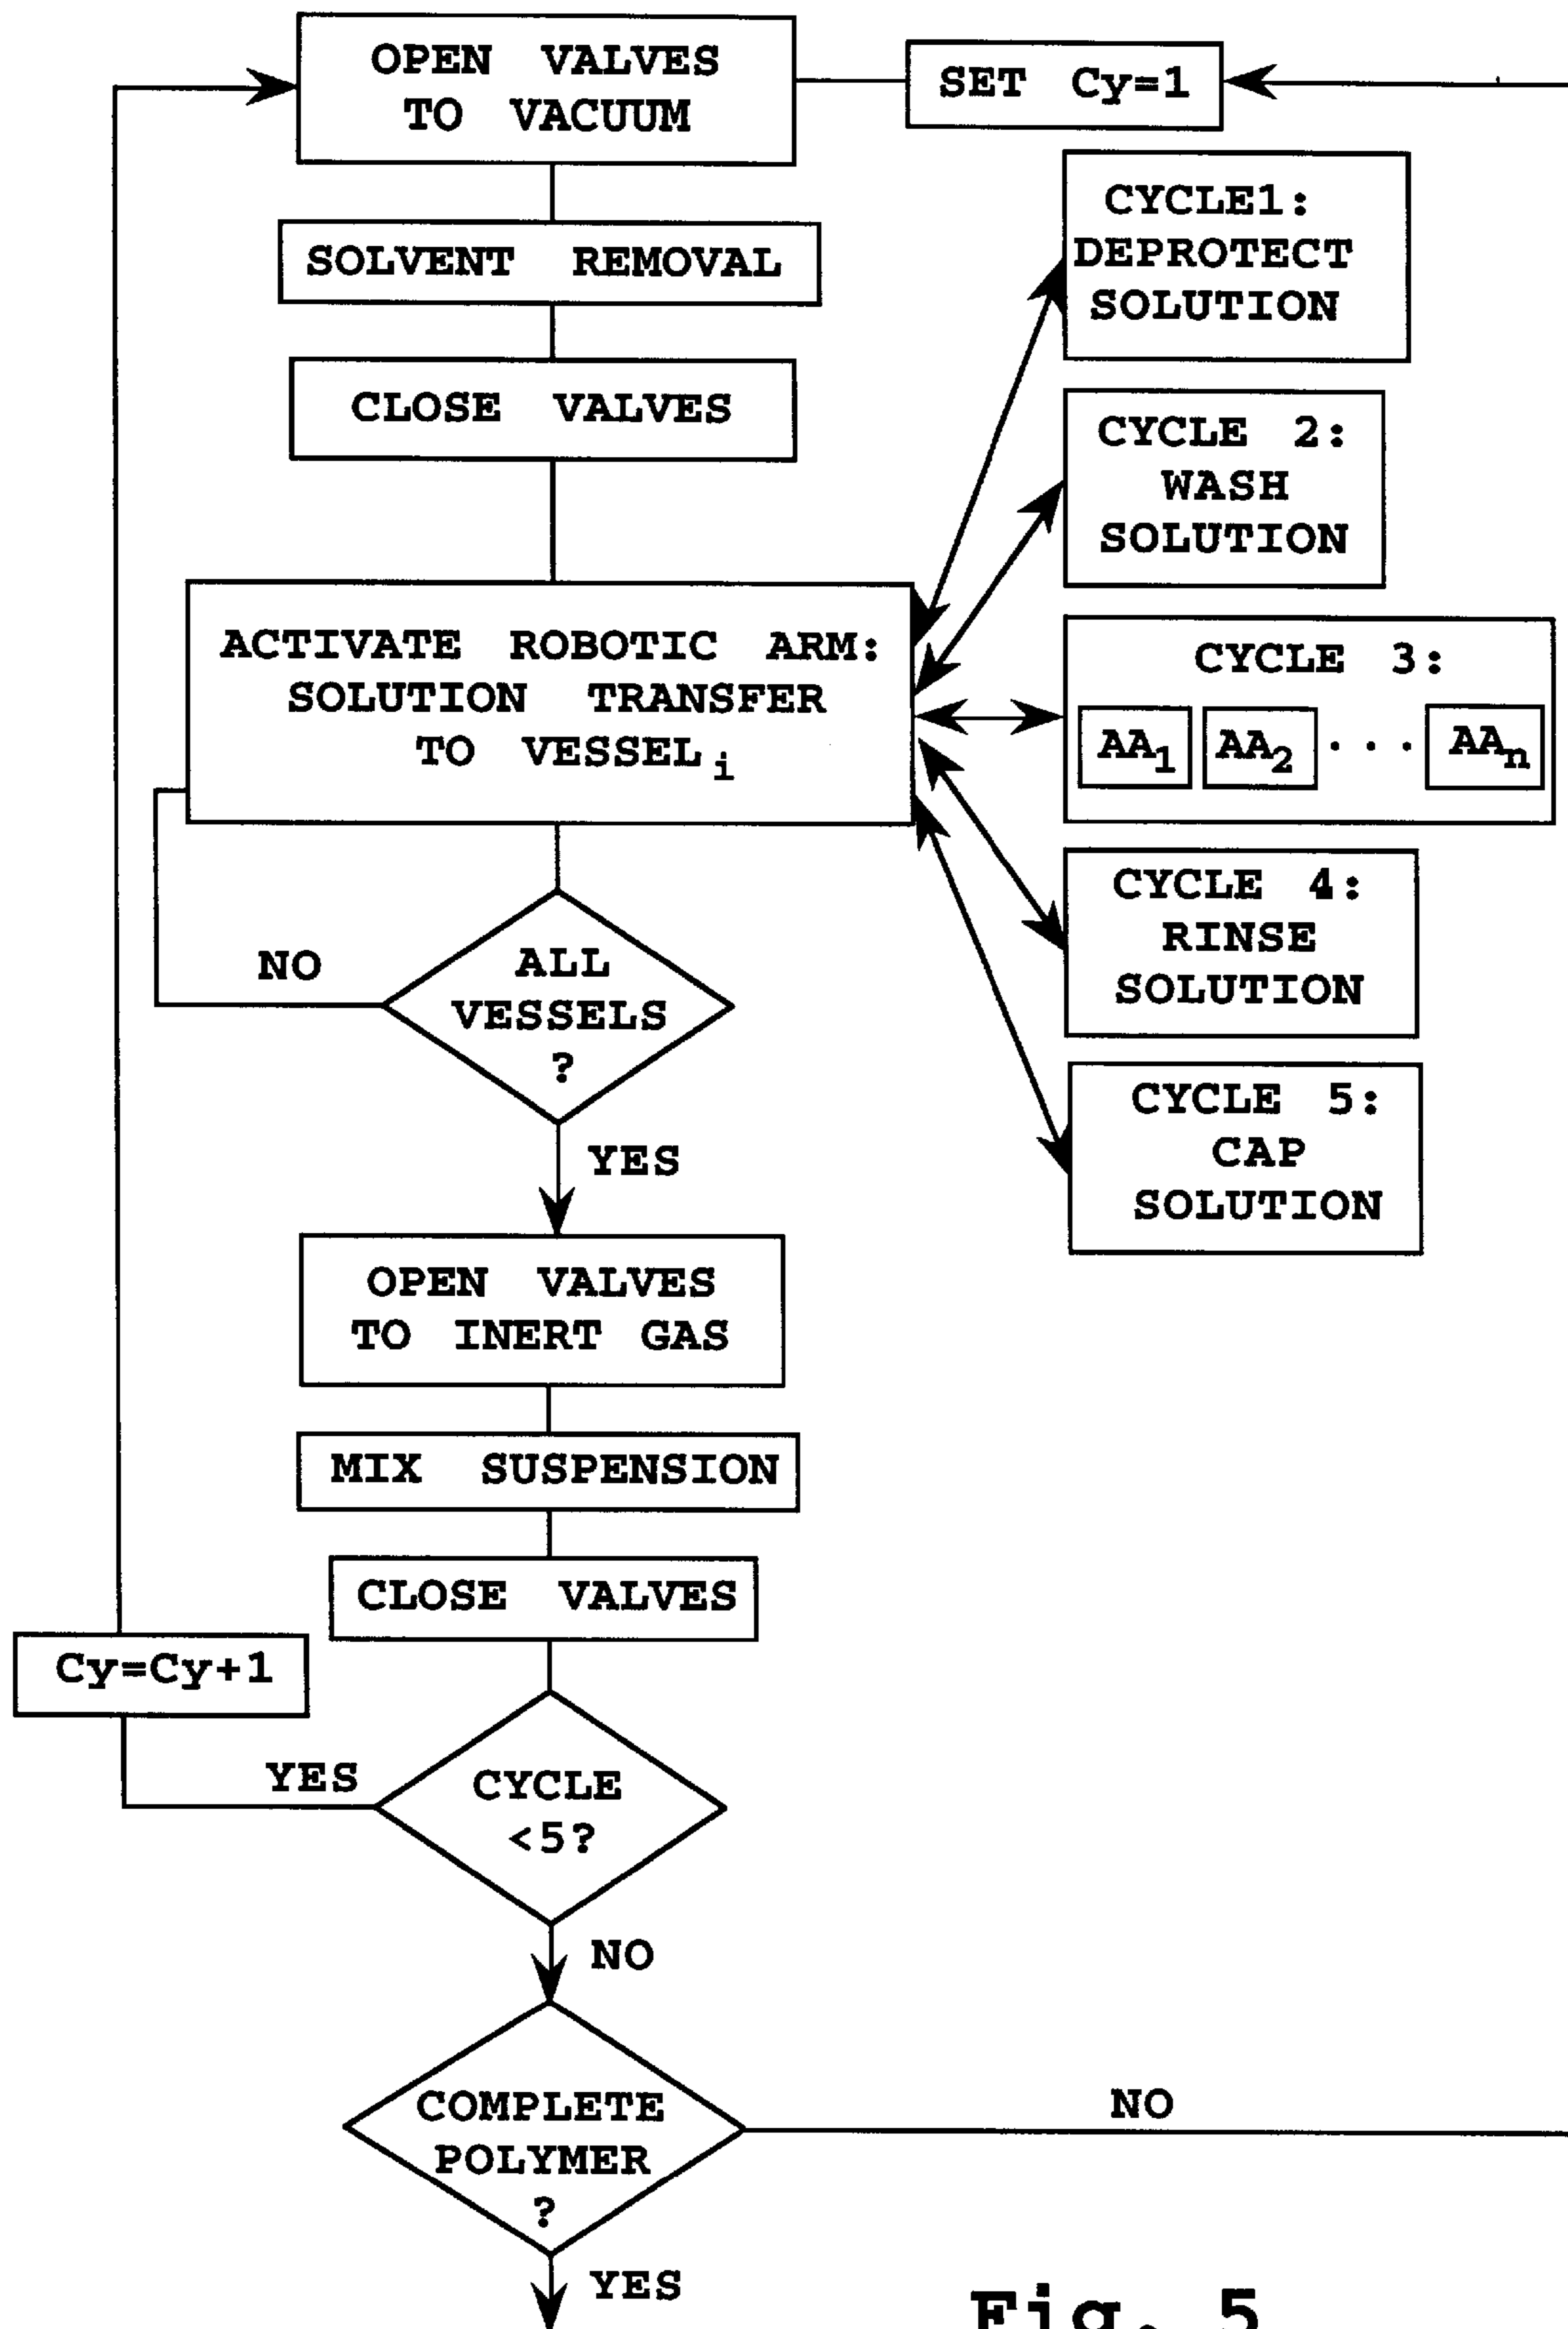 OPEN VALVES
TO VACUUM
SET Cy=1
SOLVENT REMOVAL
CLOSE VALVES
CYCLE1:
DEPROTECT
SOLUTION
CYCLE 2:
WASH
SOLUTION
ACTIVATE ROBOTIC ARM:
SOLUTION TRANSFER
TO VESSELi
CYCLE 3:
AA1 AA2 ... AAn
CYCLE 4:
RINSE
SOLUTION
CYCLE 5:
CAP
SOLUTION
ALL
VESSELS
?
NO
YES
OPEN VALVES
TO INERT GAS
MIX SUSPENSION
CLOSE VALVES
Cy=Cy+1
YES
CYCLE
<5?
NO
COMPLETE
POLYMER
?
NO
YES
Fig. 5